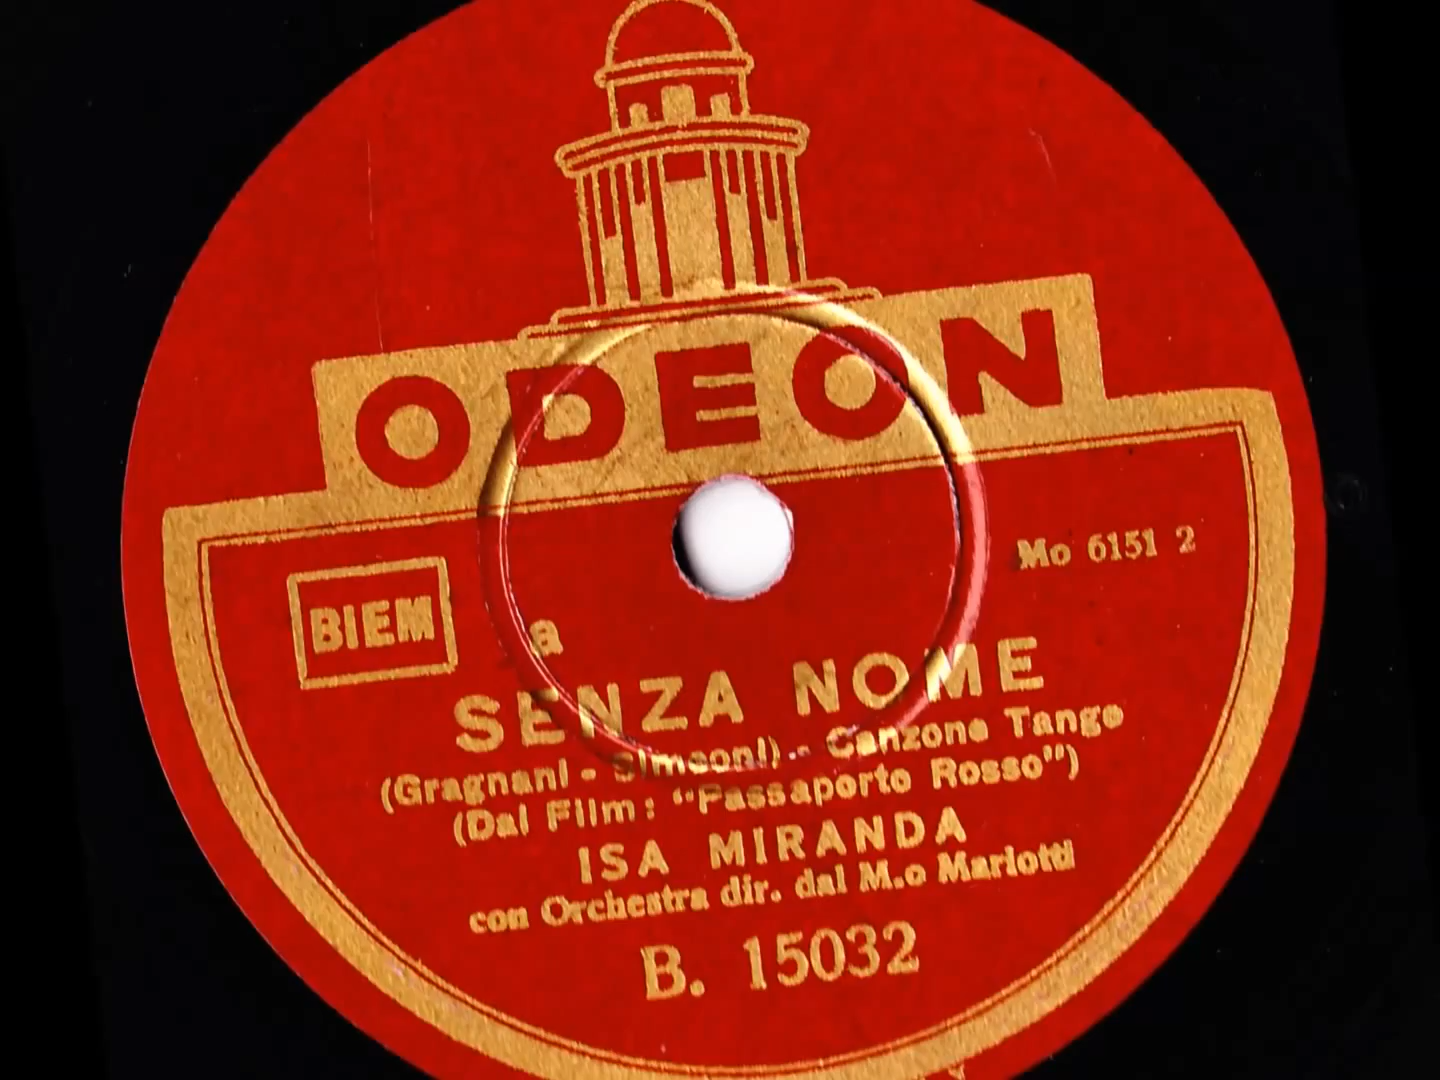 ODEON
Mo 6151 2
BIEM
a
SENZA NOME
(Gragnani - Simeoni) - Canzone Tango
(Dal Film: "Passaporto Rosso")
ISA MIRANDA
con Orchestra dir. dal M.o Mariotti
B. 15032